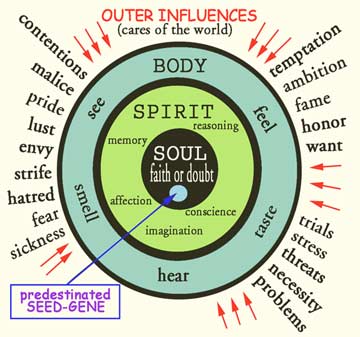 OUTER INFLUENCES
(cares of the world)
contentions
malice
pride
lust
envy
strife
hatred
fear
sickness
temptation
ambition
fame
honor
want
trials
stress
threats
necessity
problems
BODY
see
feel
smell
taste
hear
SPIRIT
reasoning
memory
affection
conscience
imagination
SOUL
faith or doubt
predestinated
SEED-GENE